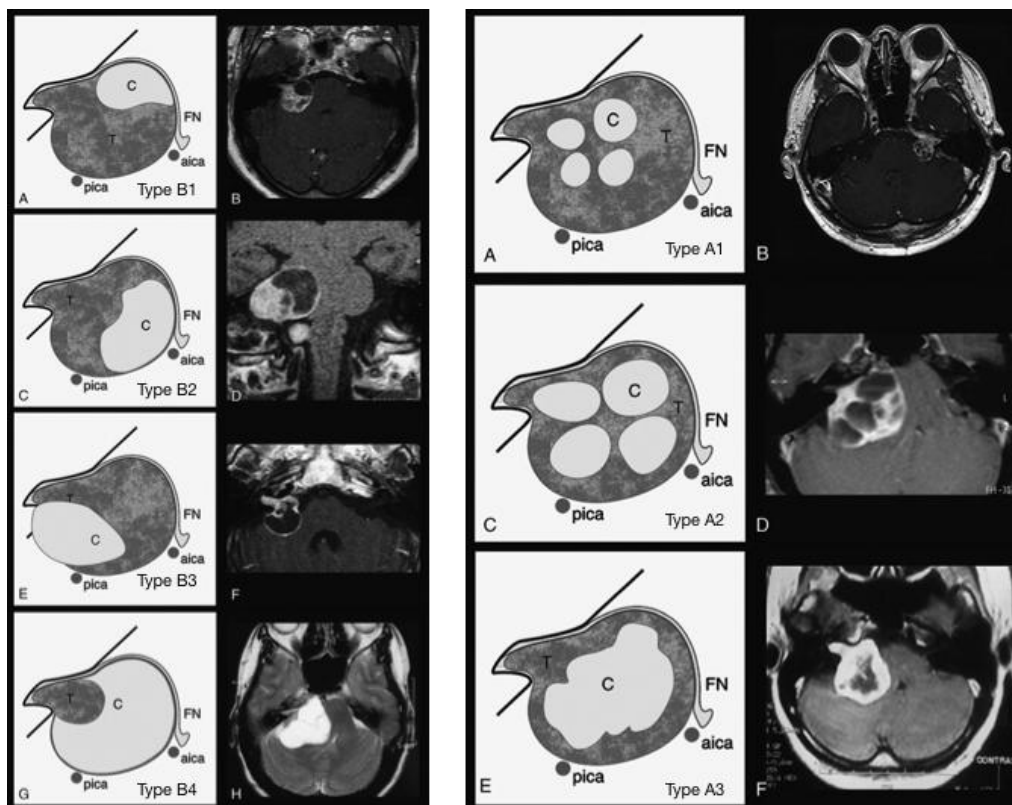 C
T
FN
aica
pica
A
Type B1
B
T
C
FN
aica
pica
C
Type B2
D
T
C
FN
aica
pica
E
Type B3
F
T
C
FN
aica
pica
G
Type B4
H
C
T
FN
aica
pica
A
Type A1
B
C
T
FN
aica
pica
C
Type A2
L
D
T
C
FN
aica
E
pica
Type A3
CONTRA
F